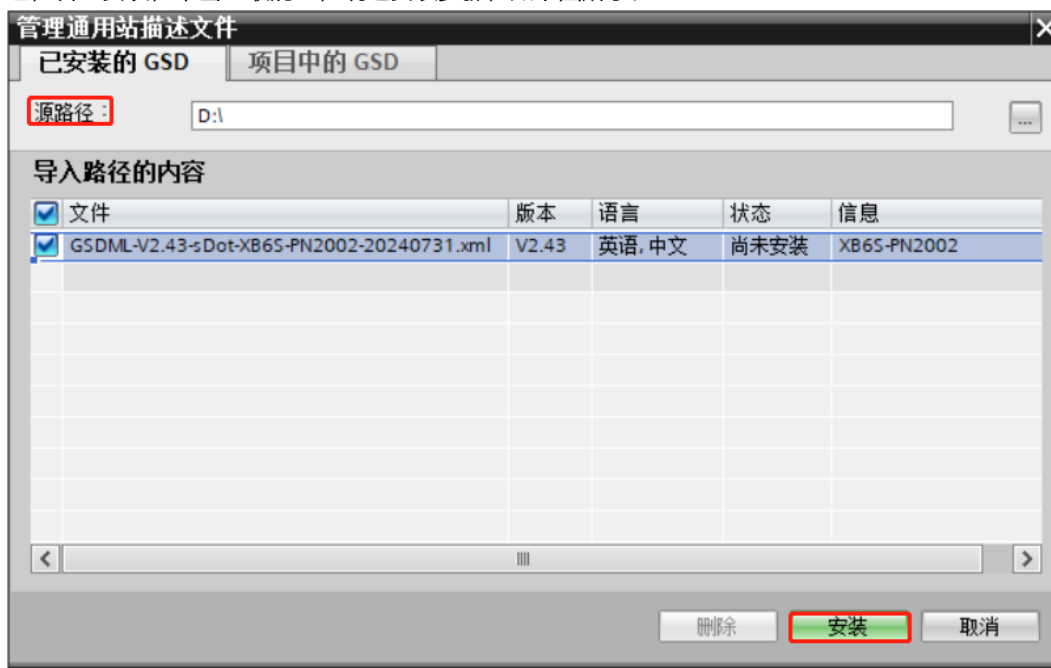 管理通用站描述文件
已安装的 GSD 项目中的 GSD
源路径： D:\ ...
导入路径的内容
文件 版本 语言 状态 信息
GSDML-V2.43-sDot-XB6S-PN2002-20240731.xml V2.43 英语, 中文 尚未安装 XB6S-PN2002
删除 安装 取消